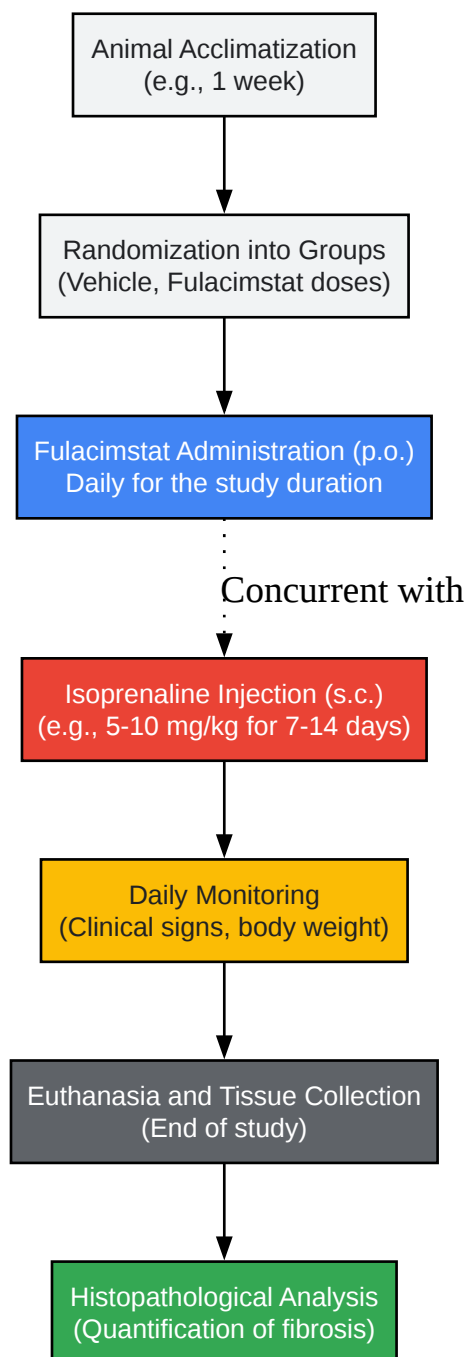 Animal Acclimatization
(e.g., 1 week)
Randomization into Groups
(Vehicle, Fulacimstat doses)
Fulacimstat Administration (p.o.)
Daily for the study duration
Concurrent with
Isoprenaline Injection (s.c.)
(e.g., 5-10 mg/kg for 7-14 days)
Daily Monitoring
(Clinical signs, body weight)
Euthanasia and Tissue Collection
(End of study)
Histopathological Analysis
(Quantification of fibrosis)